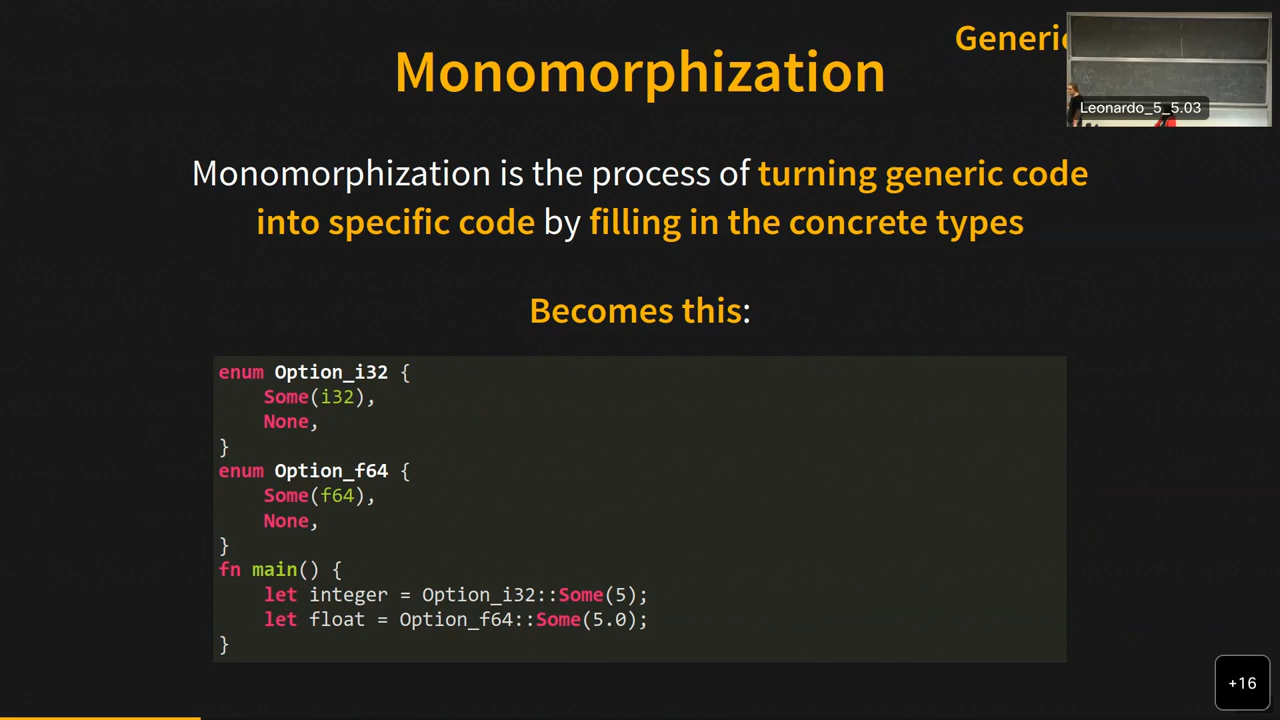 Generic
Monomorphization
Leonardo_5_5.03
Monomorphization is the process of turning generic code
into specific code by filling in the concrete types
Becomes this:
enum Option_i32 {
    Some(i32),
    None,
}
enum Option_f64 {
    Some(f64),
    None,
}
fn main() {
    let integer = Option_i32::Some(5);
    let float = Option_f64::Some(5.0);
}
+16